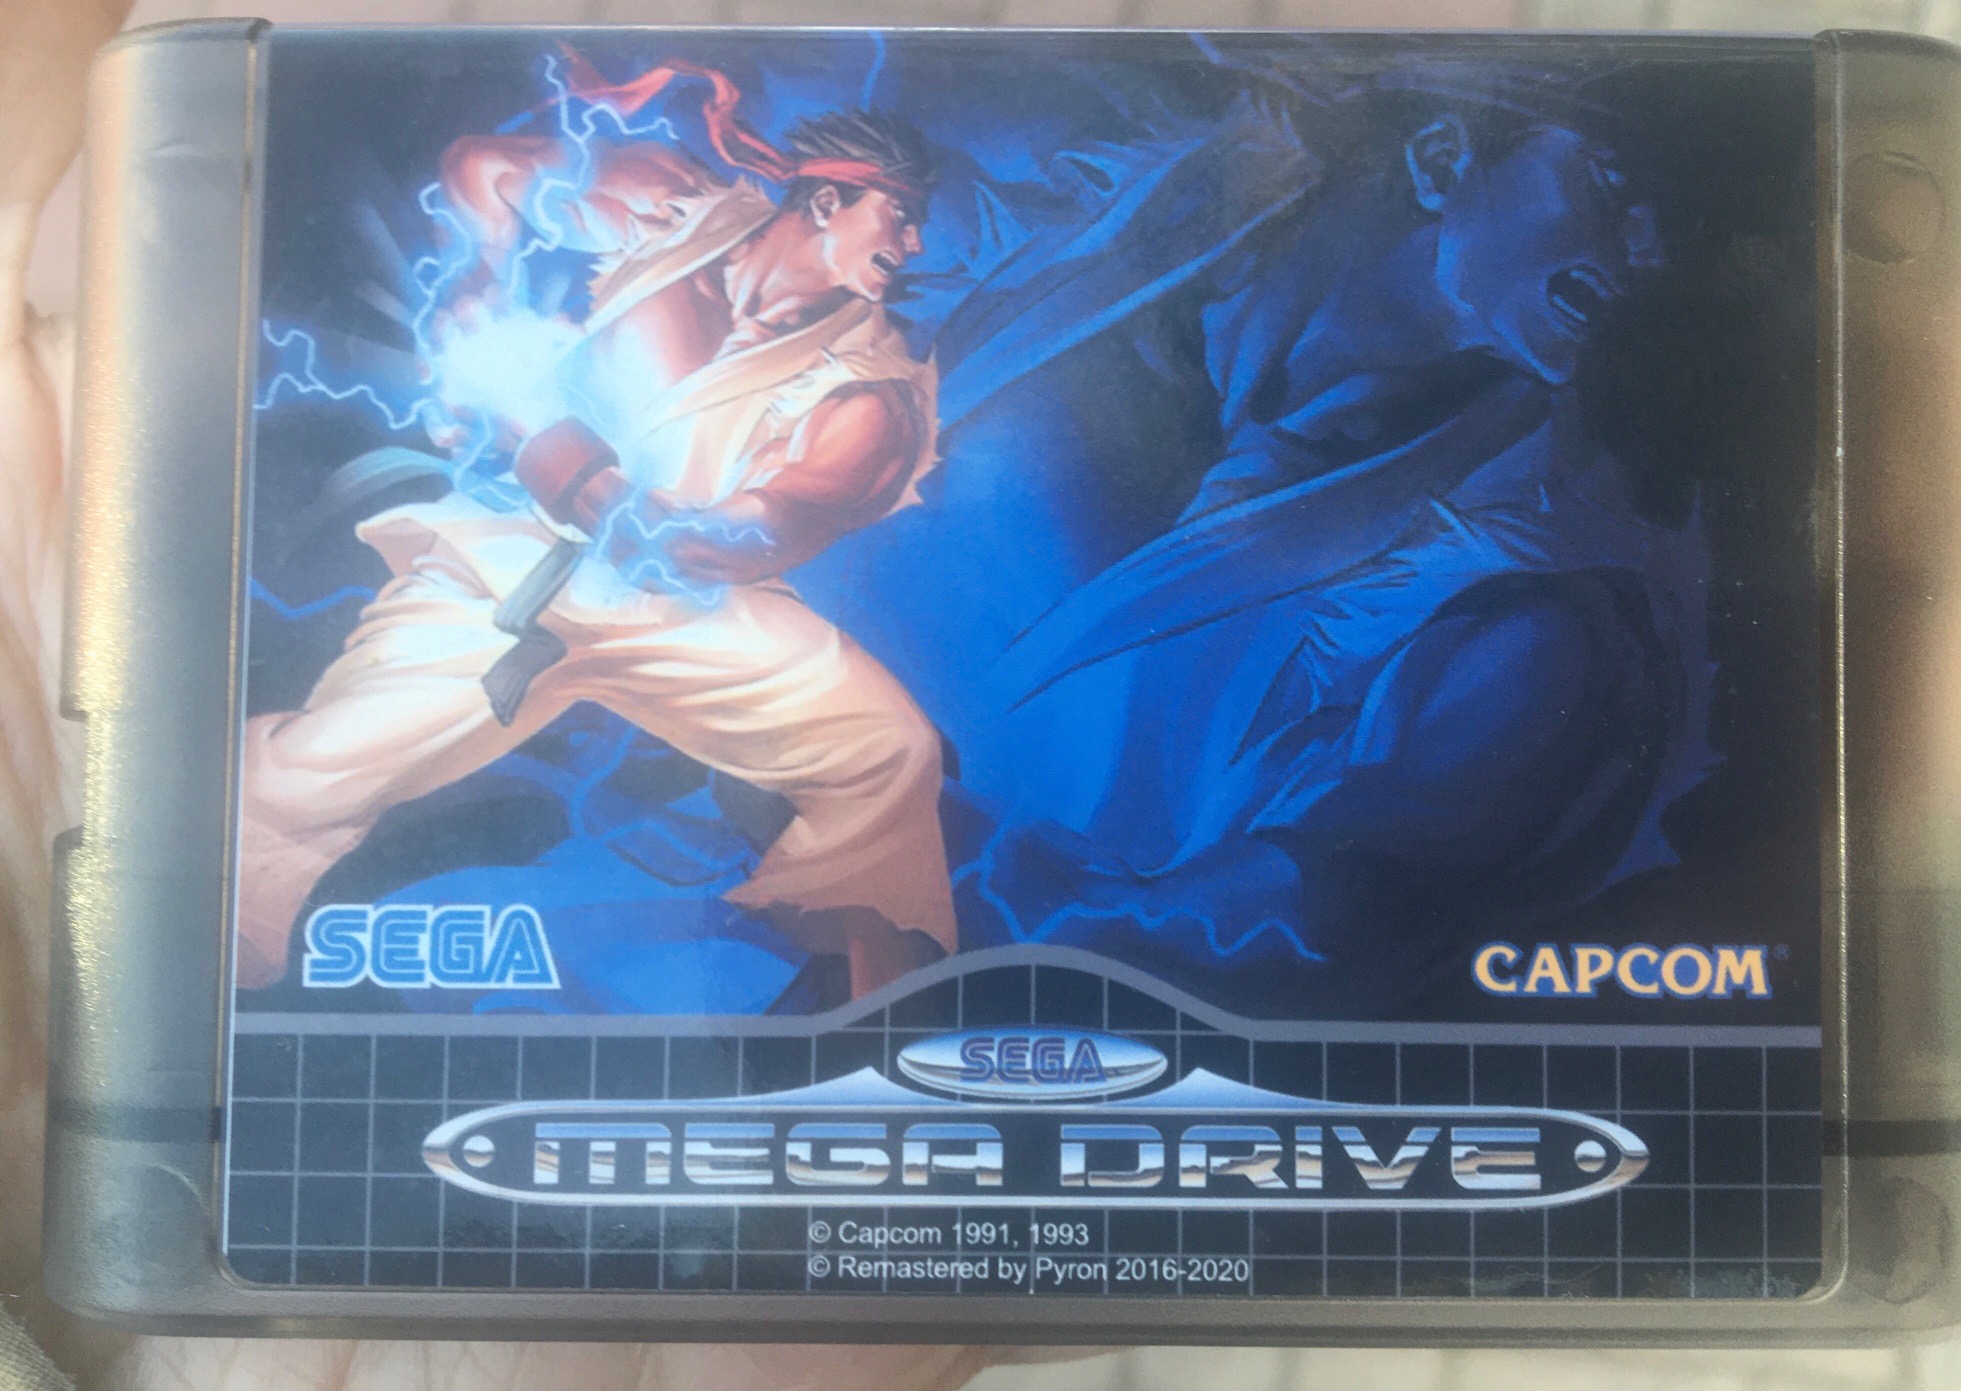 SEGA
CAPCOM
SEGA
MEGA DRIVE
© Capcom 1991, 1993
© Remastered by Pyron 2016-2020